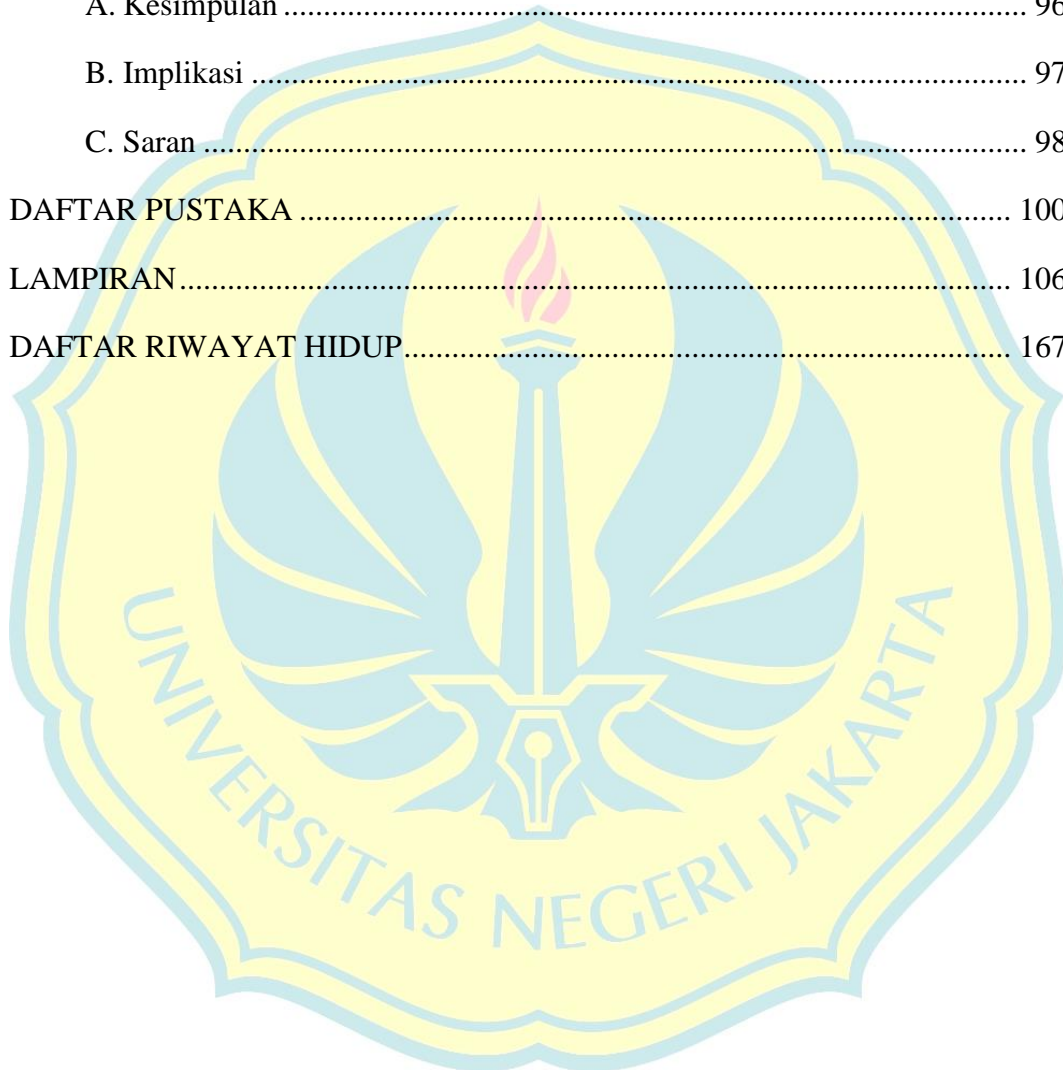 A. Kesimpulan ........................................................................................... 96
B. Implikasi ............................................................................................... 97
C. Saran ..................................................................................................... 98
DAFTAR PUSTAKA ....................................................................................... 100
LAMPIRAN...................................................................................................... 106
DAFTAR RIWAYAT HIDUP.......................................................................... 167
UNIVERSITAS NEGERI JAKARTA